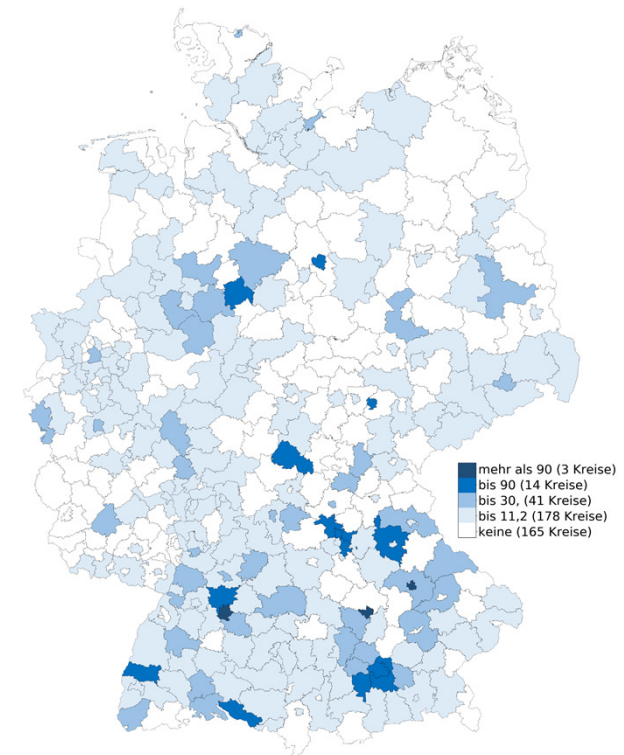 mehr als 90 (3 Kreise)
bis 90 (14 Kreise)
bis 30, (41 Kreise)
bis 11,2 (178 Kreise)
keine (165 Kreise)